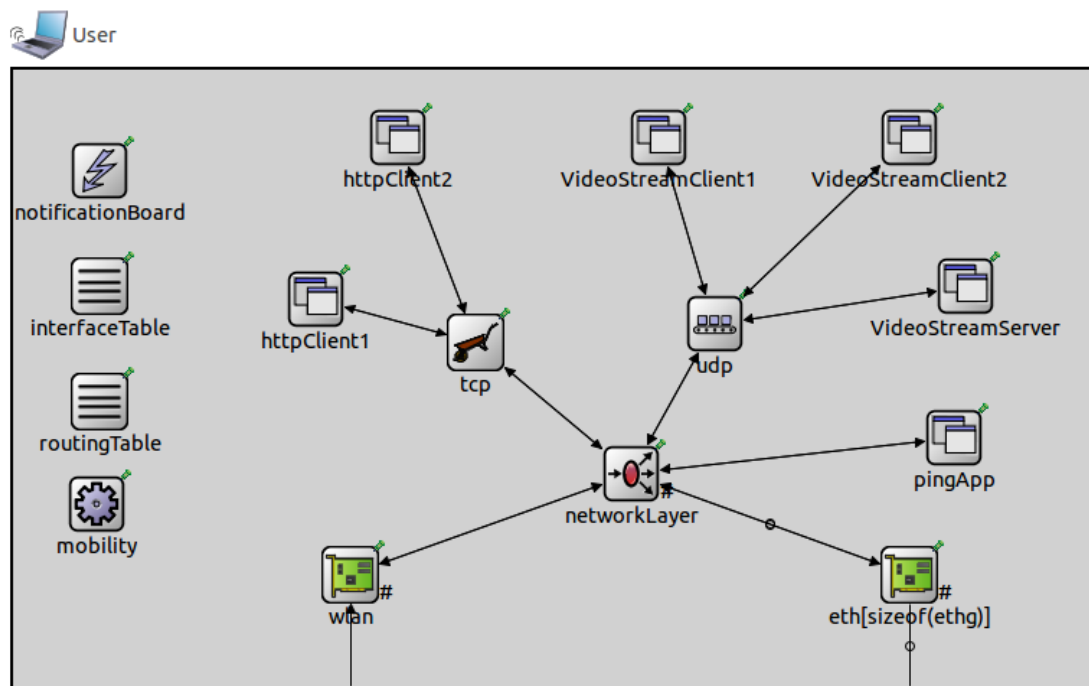 User
httpClient2
VideoStreamClient1
VideoStreamClient2
notificationBoard
interfaceTable
httpClient1
VideoStreamServer
udp
tcp
routingTable
pingApp
networkLayer
#
mobility
wlan
#
eth[sizeof(ethg)]
#